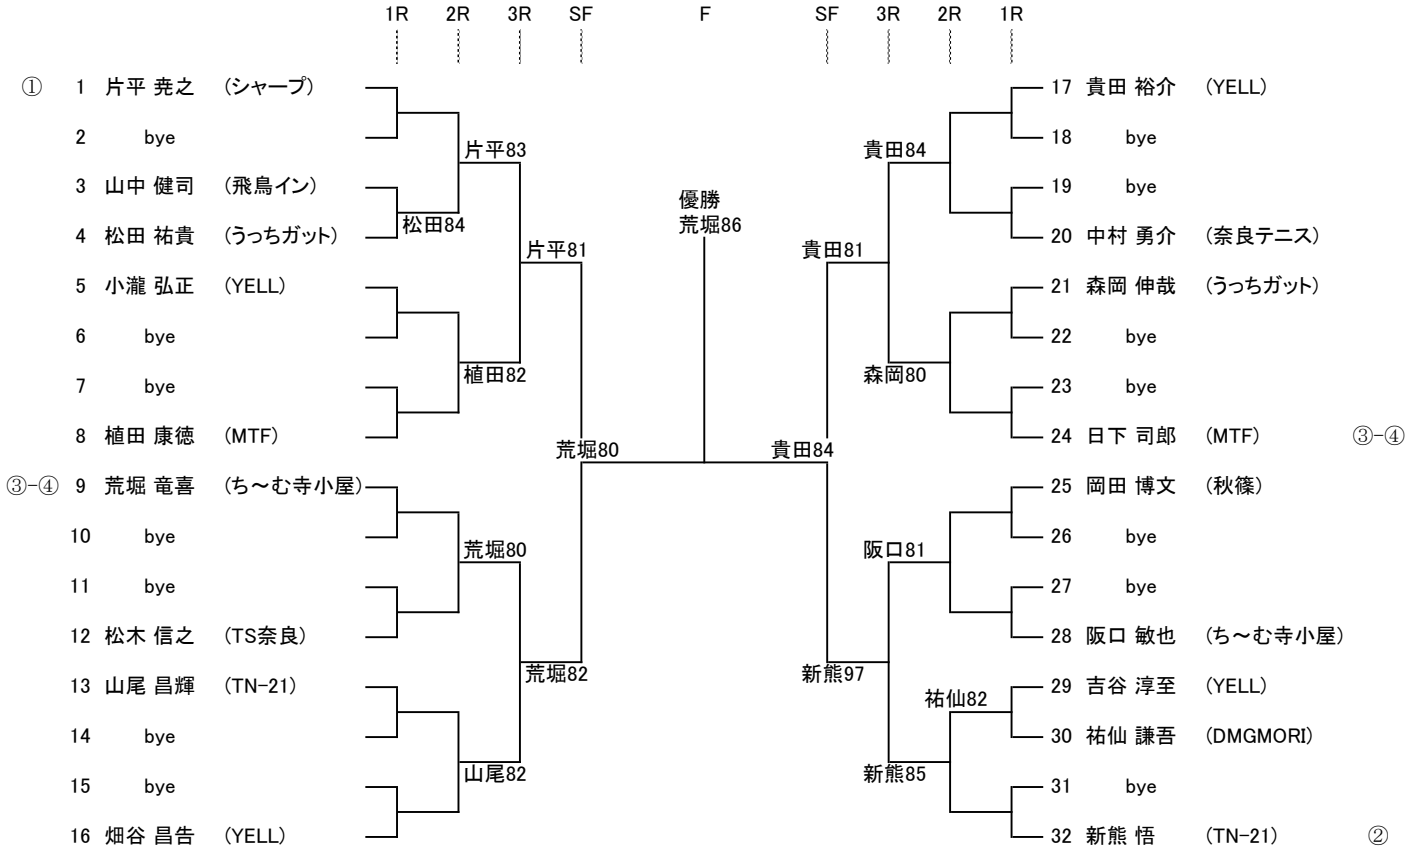 1R 2R 3R SF F SF 3R 2R 1R
① 1 片平 尭之 (シャープ)
2 bye
3 山中 健司 (飛鳥イン)
4 松田 祐貴 (うっちガット)
5 小瀧 弘正 (YELL)
6 bye
7 bye
8 植田 康徳 (MTF)
③-④ 9 荒堀 竜喜 (ち～む寺小屋)
10 bye
11 bye
12 松木 信之 (TS奈良)
13 山尾 昌輝 (TN-21)
14 bye
15 bye
16 畑谷 昌告 (YELL)
松田84
片平83
植田82
荒堀80
山尾82
片平81
荒堀82
荒堀80
優勝
荒堀86
貴田84
貴田81
新熊97
貴田84
森岡80
阪口81
新熊85
祐仙82
17 貴田 裕介 (YELL)
18 bye
19 bye
20 中村 勇介 (奈良テニス)
21 森岡 伸哉 (うっちガット)
22 bye
23 bye
24 日下 司郎 (MTF) ③-④
25 岡田 博文 (秋篠)
26 bye
27 bye
28 阪口 敏也 (ち～む寺小屋)
29 吉谷 淳至 (YELL)
30 祐仙 謙吾 (DMGMORI)
31 bye
32 新熊 悟 (TN-21) ②